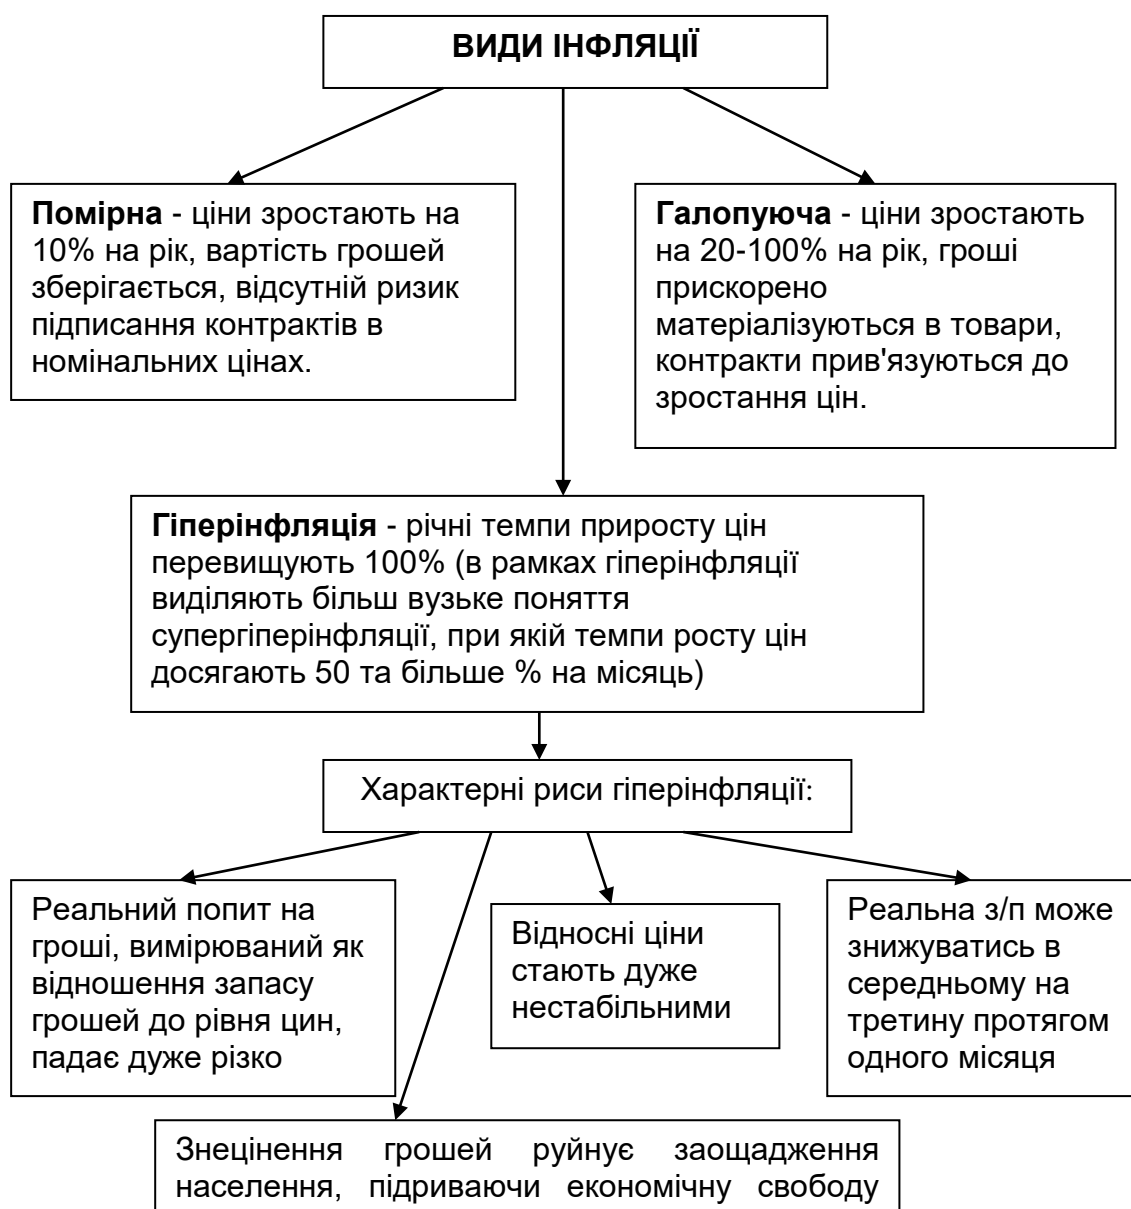 ВИДИ ІНФЛЯЦІЇ
Помірна - ціни зростають на
10% на рік, вартість грошей
зберігається, відсутній ризик
підписання контрактів в
номінальних цінах.
Галопуюча - ціни зростають
на 20-100% на рік, гроші
прискорено
матеріалізуються в товари,
контракти прив'язуються до
зростання цін.
Гіперінфляція - річні темпи приросту цін
перевищують 100% (в рамках гіперінфляції
виділяють більш вузьке поняття
супергіперінфляції, при якій темпи росту цін
досягають 50 та більше % на місяць)
Характерні риси гіперінфляції:
Реальний попит на
гроші, вимірюваний як
відношення запасу
грошей до рівня цин,
падає дуже різко
Відносні ціни
стають дуже
нестабільними
Реальна з/п може
знижуватись в
середньому на
третину протягом
одного місяця
Знецінення грошей руйнує заощадження
населення, підриваючи економічну свободу